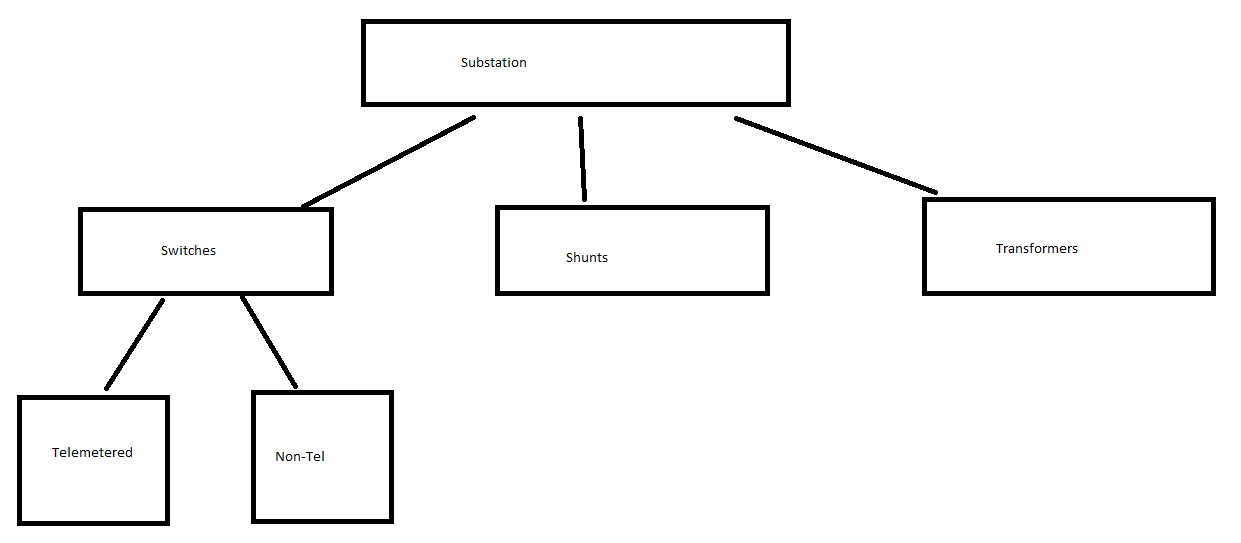 Substation
Switches
Shunts
Transformers
Telemetered
Non-Tel